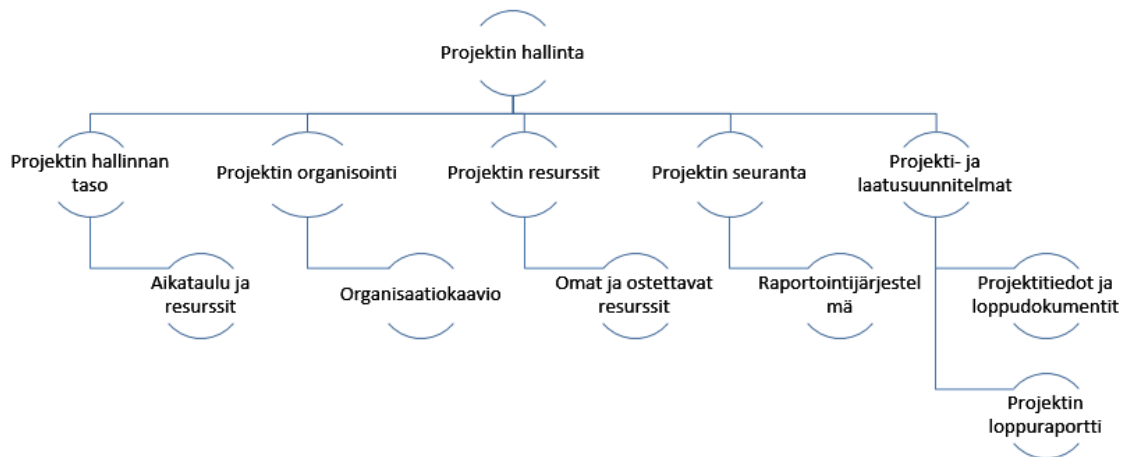 Projektin hallinta
Projektin hallinnan
taso
Projektin organisointi
Projektin resurssit
Projektin seuranta
Projekti- ja
laatusuunnitelmat
Aikataulu ja
resurssit
Organisaatiokaavio
Omat ja ostettavat
resurssit
Raportointijärjestel
mä
Projektitiedot ja
loppudokumentit
Projektin
loppuraportti